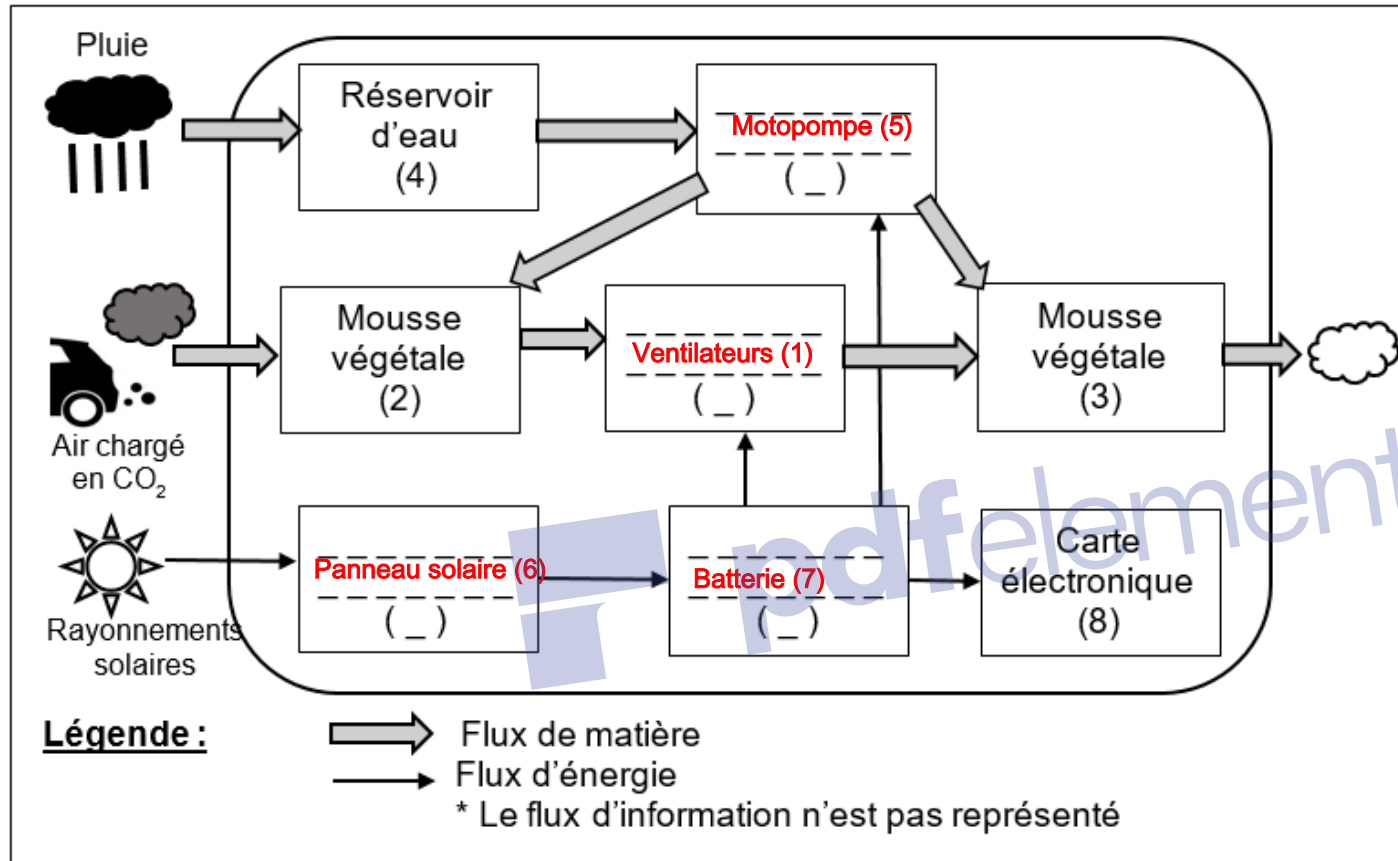 Pluie
Réservoir
d'eau
(4)
Motopompe (5)
( _ )
Mousse
végétale
(2)
Ventilateurs (1)
( _ )
Mousse
végétale
(3)
Air chargé
en CO₂
Panneau solaire (6)
( _ )
Batterie (7)
( _ )
Carte
électronique
(8)
Rayonnements
solaires
pdfelement
Légende :
Flux de matière
Flux d'énergie
* Le flux d'information n'est pas représenté